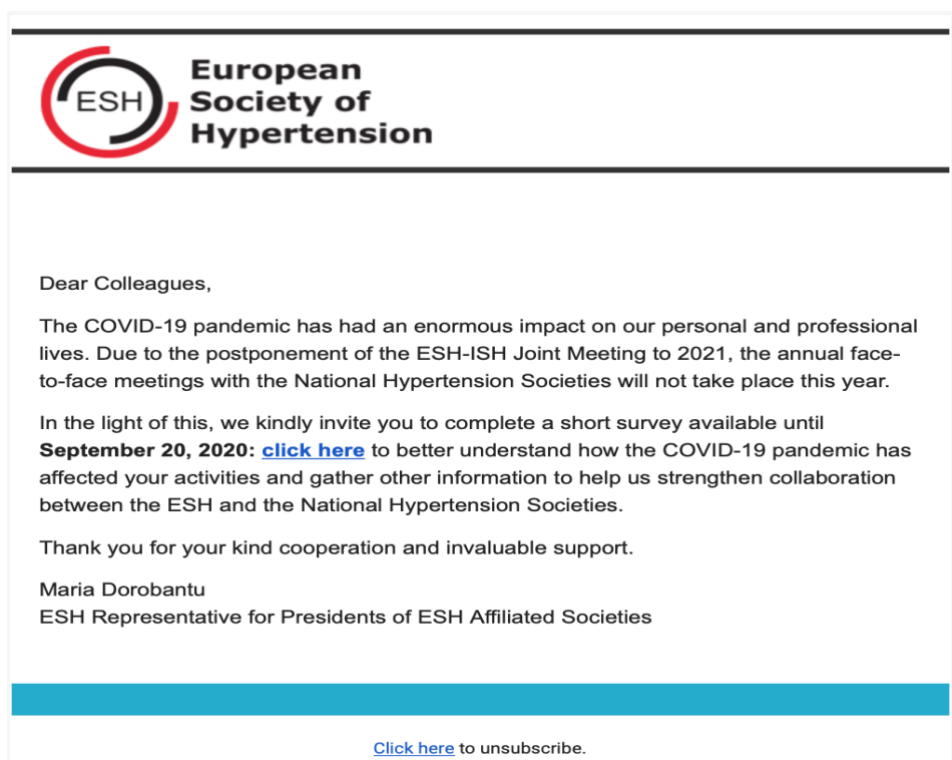 ESH
European
Society of
Hypertension
Dear Colleagues,
The COVID-19 pandemic has had an enormous impact on our personal and professional
lives. Due to the postponement of the ESH-ISH Joint Meeting to 2021, the annual face-
to-face meetings with the National Hypertension Societies will not take place this year.
In the light of this, we kindly invite you to complete a short survey available until
September 20, 2020: click here to better understand how the COVID-19 pandemic has
affected your activities and gather other information to help us strengthen collaboration
between the ESH and the National Hypertension Societies.
Thank you for your kind cooperation and invaluable support.
Maria Dorobantu
ESH Representative for Presidents of ESH Affiliated Societies
Click here to unsubscribe.